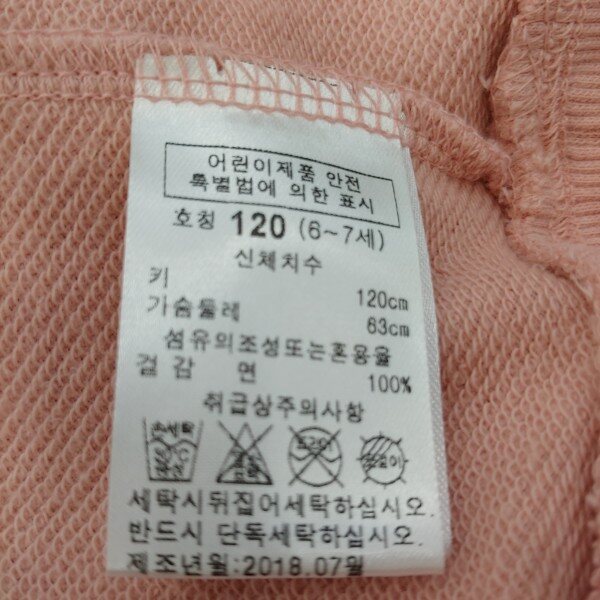 어린이제품 안전
특별법에 의한 표시
호칭 120 (6~7세)
신체치수
키 120cm
가슴둘레 63cm
섬유의조성또는혼용율
겉감 면 100%
취급상주의사항
손세탁
세탁시뒤집어세탁하십시오.
반드시 단독세탁하십시오.
제조년월:2018.07월